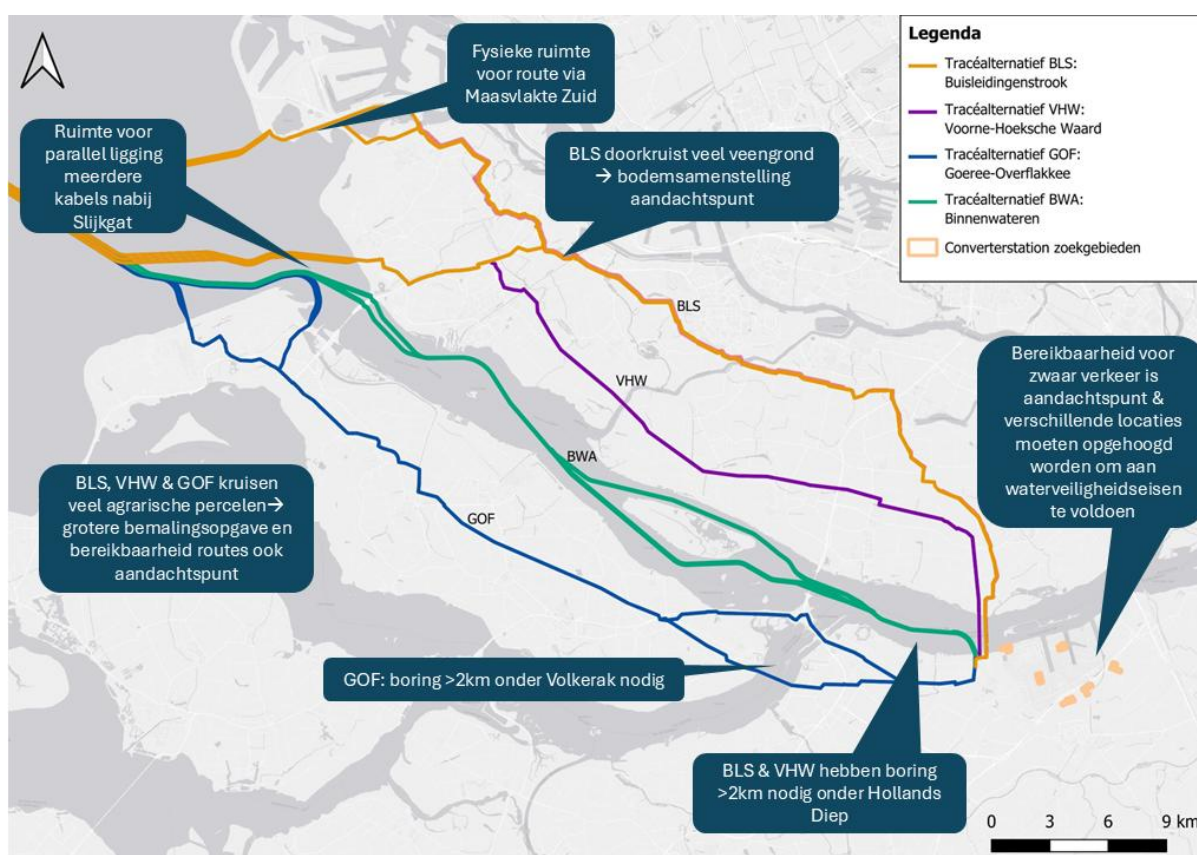 Fysieke ruimte
voor route via
Maasvlakte Zuid
Ruimte voor
parallel ligging
meerdere
kabels nabij
Slijkgat
BLS doorkruist veel veengrond
→ bodemsamenstelling
aandachtspunt
Legenda
Tracéalternatief BLS:
Buisleidingenstrook
Tracéalternatief VHW:
Voorne-Hoeksche Waard
Tracéalternatief GOF:
Goeree-Overflakkee
Tracéalternatief BWA:
Binnenwateren
Converterstation zoekgebieden
BLS
VHW
BWA
GOF
Bereikbaarheid voor
zwaar verkeer is
aandachtspunt &
verschillende locaties
moeten opgehoogd
worden om aan
waterveiligheidseisen
te voldoen
BLS, VHW & GOF kruisen
veel agrarische percelen→
grotere bemalingsopgave en
bereikbaarheid routes ook
aandachtspunt
GOF: boring >2km onder Volkerak nodig
BLS & VHW hebben boring
>2km nodig onder Hollands
Diep
0 3 6 9 km